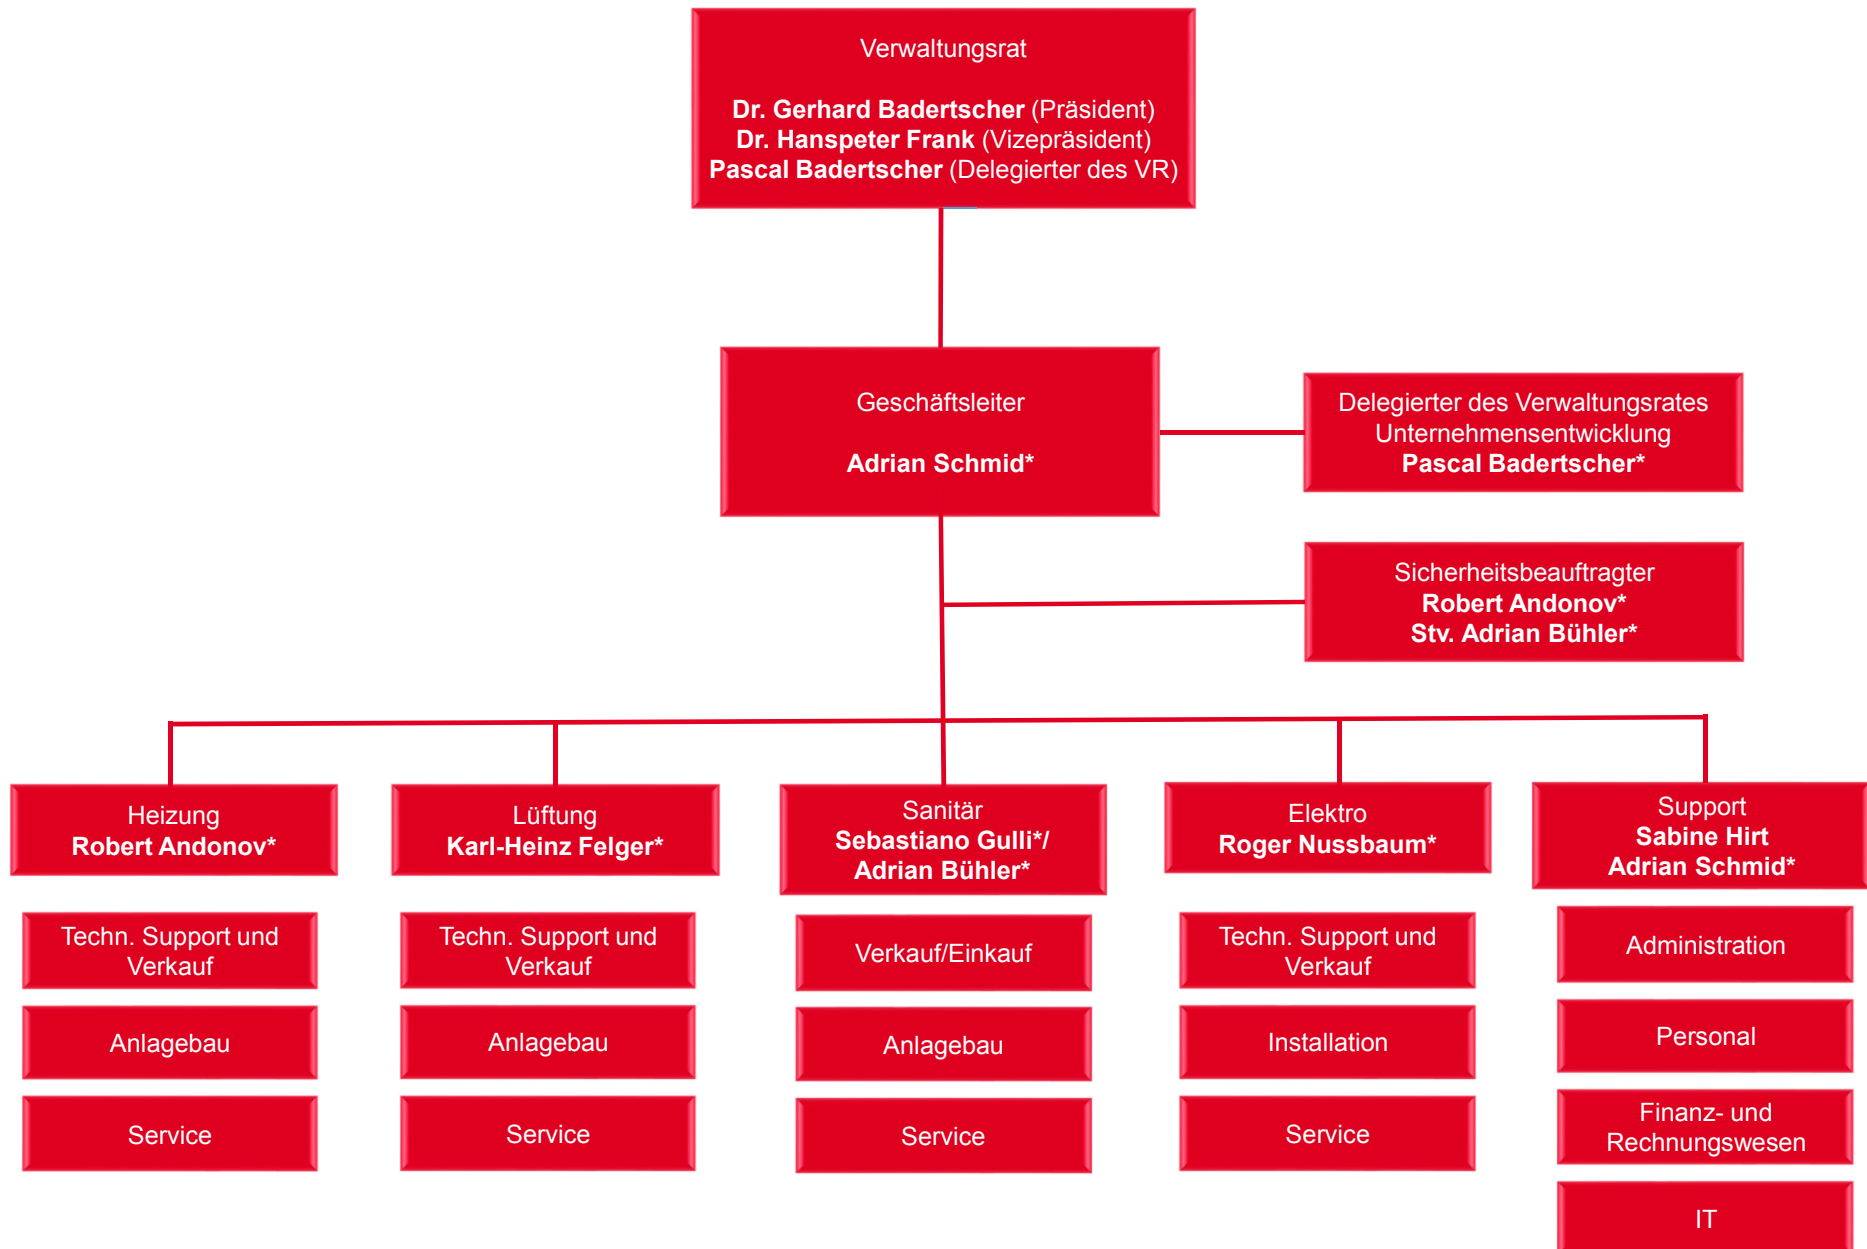 Verwaltungsrat
Dr. Gerhard Badertscher (Präsident)
Dr. Hanspeter Frank (Vizepräsident)
Pascal Badertscher (Delegierter des VR)
Geschäftsleiter
Adrian Schmid*
Delegierter des Verwaltungsrates
Unternehmensentwicklung
Pascal Badertscher*
Sicherheitsbeauftragter
Robert Andonov*
Stv. Adrian Bühler*
Heizung
Robert Andonov*
Techn. Support und
Verkauf
Anlagebau
Service
Lüftung
Karl-Heinz Felger*
Techn. Support und
Verkauf
Anlagebau
Service
Sanitär
Sebastiano Gulli*/
Adrian Bühler*
Verkauf/Einkauf
Anlagebau
Service
Elektro
Roger Nussbaum*
Techn. Support und
Verkauf
Installation
Service
Support
Sabine Hirt
Adrian Schmid*
Administration
Personal
Finanz- und
Rechnungswesen
IT